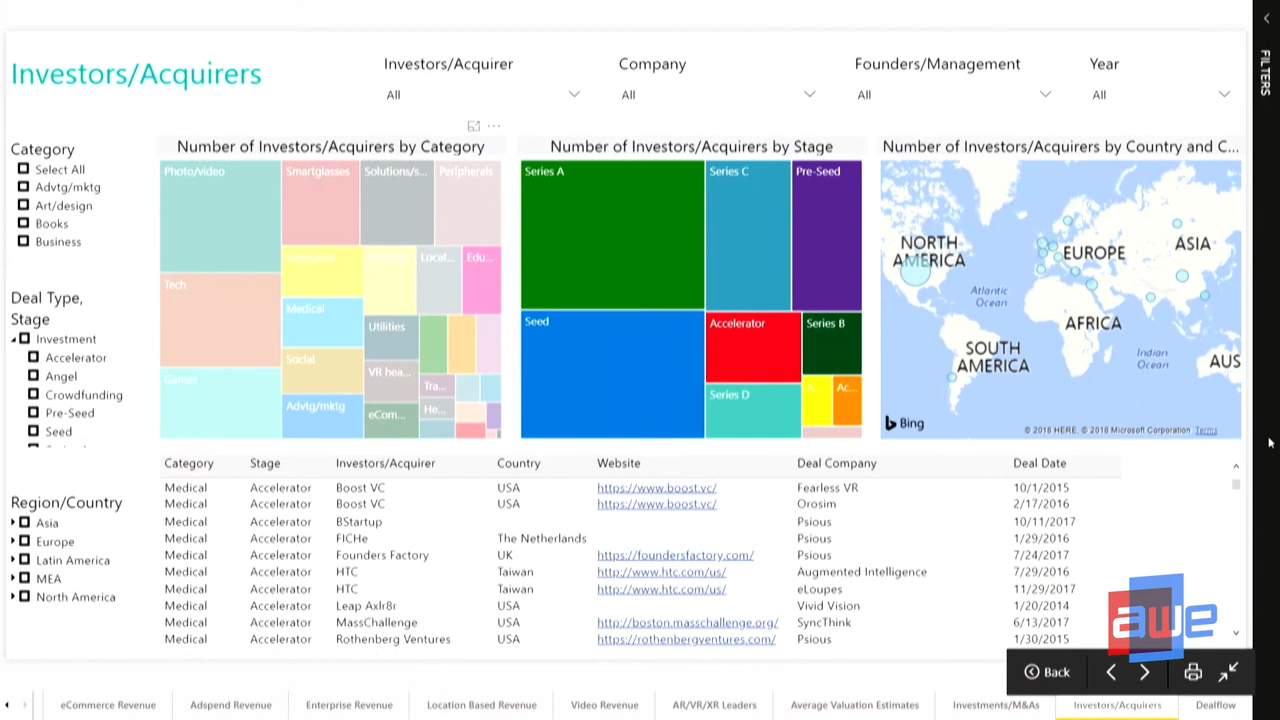 Investors/Acquirers
Investors/Acquirer
All
Company
All
Founders/Management
All
Year
All
FILTERS
Category
Select All
Advtg/mktg
Art/design
Books
Business
Deal Type,
Stage
Investment
Accelerator
Angel
Crowdfunding
Pre-Seed
Seed
Region/Country
Asia
Europe
Latin America
MEA
North America
Number of Investors/Acquirers by Category
Photo/video
Smartglasses
Solutions/s...
Peripherals
Tech
Locat...
Edu...
Medical
Utilities
Games
Social
VR hea...
Tra...
Advtg/mktg
eCom...
He...
Number of Investors/Acquirers by Stage
Series A
Series C
Pre-Seed
Seed
Accelerator
Series B
Series D
A...
Ac...
Number of Investors/Acquirers by Country and C...
NORTH
AMERICA
EUROPE
ASIA
Atlantic
Ocean
AFRICA
SOUTH
AMERICA
Indian
Ocean
AUS
Bing
© 2018 HERE, © 2018 Microsoft Corporation Terms
Category Stage Investors/Acquirer Country Website Deal Company Deal Date
Medical Accelerator Boost VC USA https://www.boost.vc/ Fearless VR 10/1/2015
Medical Accelerator Boost VC USA https://www.boost.vc/ Orosim 2/17/2016
Medical Accelerator BStartup Psious 10/11/2017
Medical Accelerator FICHe The Netherlands Psious 1/29/2016
Medical Accelerator Founders Factory UK https://foundersfactory.com/ Psious 7/24/2017
Medical Accelerator HTC Taiwan http://www.htc.com/us/ Augmented Intelligence 7/29/2016
Medical Accelerator HTC Taiwan http://www.htc.com/us/ eLoupes 11/29/2017
Medical Accelerator Leap Axlr8r USA Vivid Vision 1/20/2014
Medical Accelerator MassChallenge USA http://boston.masschallenge.org/ SyncThink 6/13/2017
Medical Accelerator Rothenberg Ventures USA https://rothenbergventures.com/ Psious 1/30/2015
awe
Back
eCommerce Revenue
Adspend Revenue
Enterprise Revenue
Location Based Revenue
Video Revenue
AR/VR/XR Leaders
Average Valuation Estimates
Investments/M&As
Investors/Acquirers
Dealflow